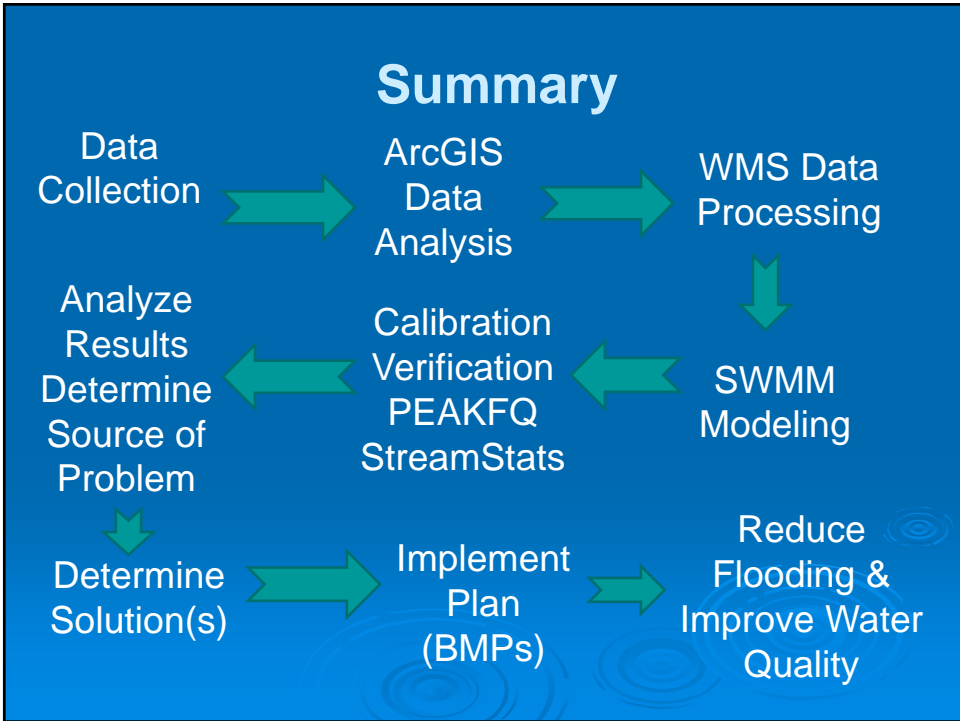 Summary
Data
Collection
ArcGIS
Data
Analysis
WMS Data
Processing
SWMM
Modeling
Calibration
Verification
PEAKFQ
StreamStats
Analyze
Results
Determine
Source of
Problem
Determine
Solution(s)
Implement
Plan
(BMPs)
Reduce
Flooding &
Improve Water
Quality